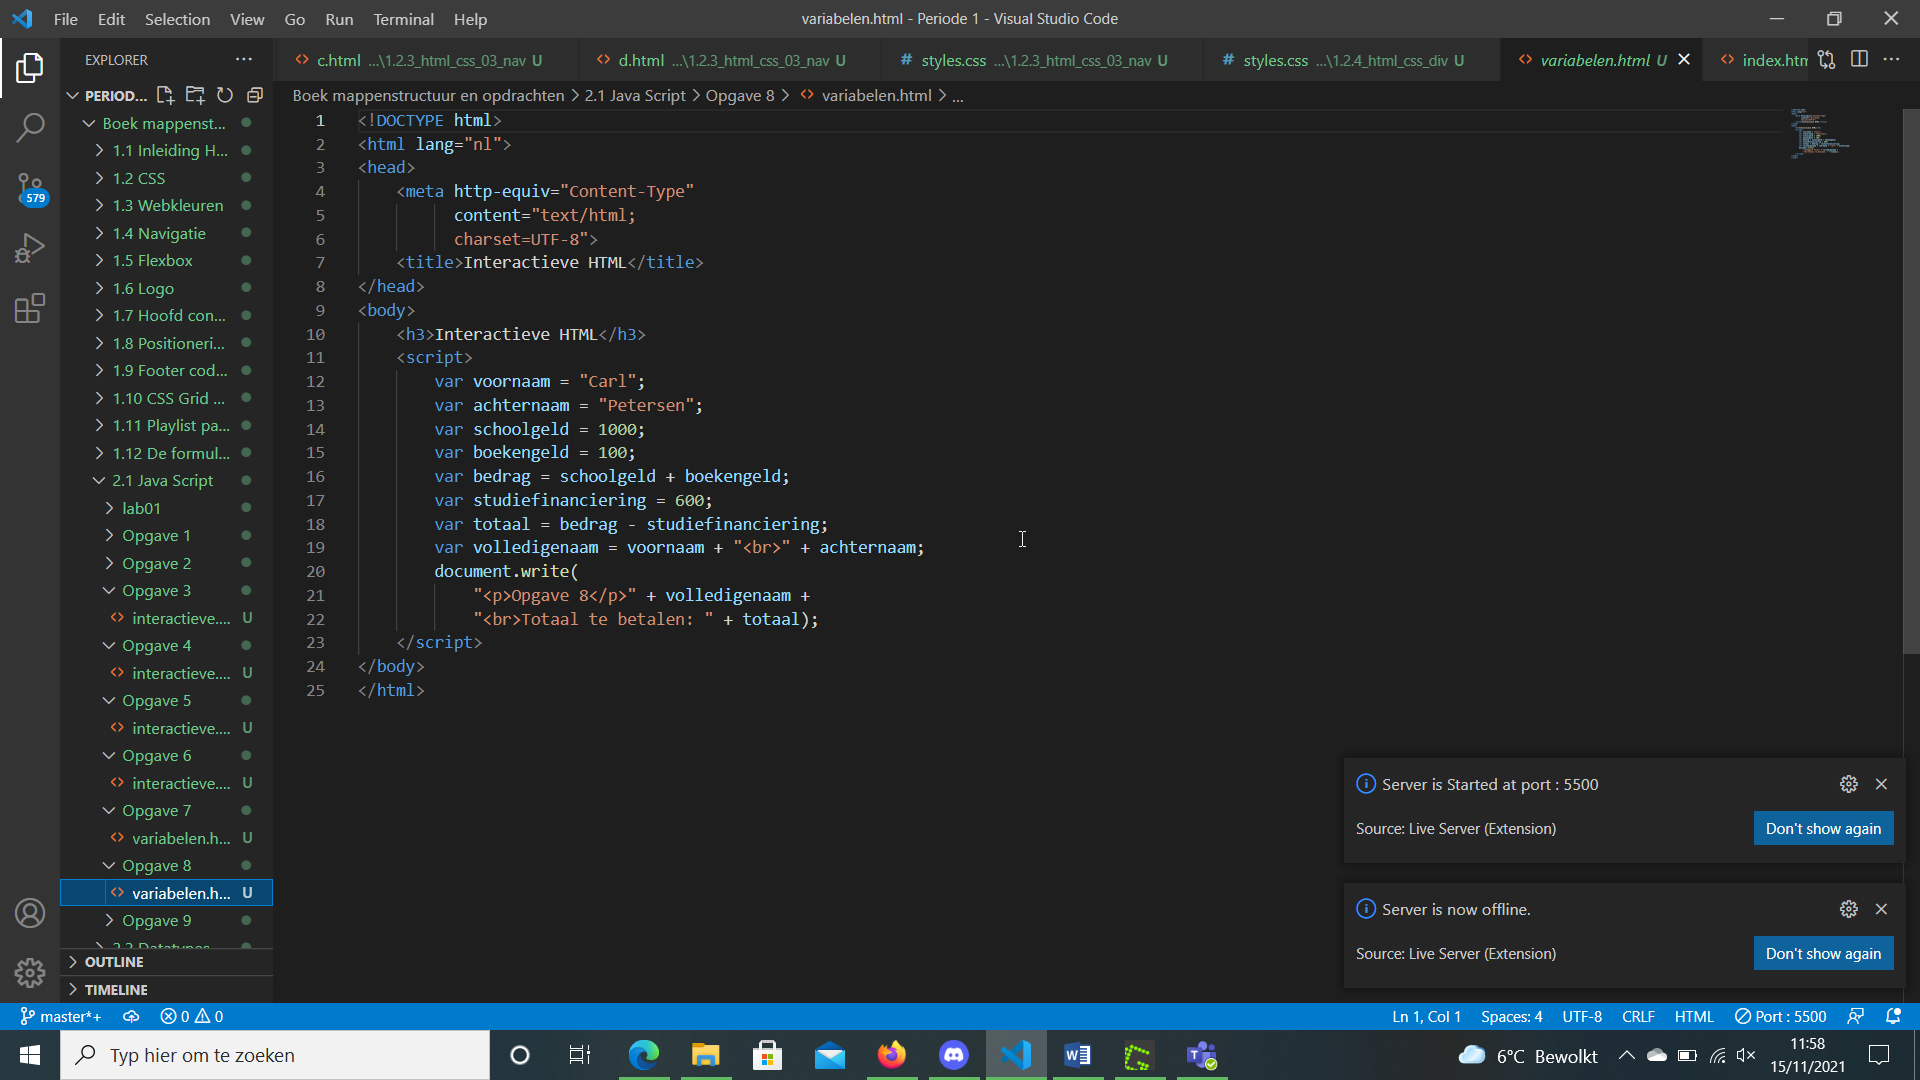 File Edit Selection View Go Run Terminal Help
variabelen.html - Periode 1 - Visual Studio Code
EXPLORER ...
c.html ...\1.2.3_html_css_03_nav U
d.html ...\1.2.3_html_css_03_nav U
# styles.css ...\1.2.3_html_css_03_nav U
# styles.css ...\1.2.4_html_css_div U
variabelen.html U
index.htm
PERIOD...
Boek mappenstructuur en opdrachten > 2.1 Java Script > Opgave 8 > variabelen.html > ...
Boek mappenst...
1.1 Inleiding H...
1.2 CSS
1.3 Webkleuren
1.4 Navigatie
1.5 Flexbox
1.6 Logo
1.7 Hoofd con...
1.8 Positioneri...
1.9 Footer cod...
1.10 CSS Grid ...
1.11 Playlist pa...
1.12 De formul...
2.1 Java Script
lab01
Opgave 1
Opgave 2
Opgave 3
interactieve.... U
Opgave 4
interactieve.... U
Opgave 5
interactieve.... U
Opgave 6
interactieve.... U
Opgave 7
variabelen.h... U
Opgave 8
variabelen.h... U
Opgave 9
2.2 Datatypes
OUTLINE
TIMELINE
579
1 <!DOCTYPE html>
2 <html lang="nl">
3 <head>
4 <meta http-equiv="Content-Type"
5 content="text/html;
6 charset=UTF-8">
7 <title>Interactieve HTML</title>
8 </head>
9 <body>
10 <h3>Interactieve HTML</h3>
11 <script>
12 var voornaam = "Carl";
13 var achternaam = "Petersen";
14 var schoolgeld = 1000;
15 var boekengeld = 100;
16 var bedrag = schoolgeld + boekengeld;
17 var studiefinanciering = 600;
18 var totaal = bedrag - studiefinanciering;
19 var volledigenaam = voornaam + "<br>" + achternaam;
20 document.write(
21 "<p>Opgave 8</p>" + volledigenaam +
22 "<br>Totaal te betalen: " + totaal);
23 </script>
24 </body>
25 </html>
Server is Started at port : 5500
Source: Live Server (Extension)
Don't show again
Server is now offline.
Source: Live Server (Extension)
Don't show again
master*+ 0 0
Ln 1, Col 1 Spaces: 4 UTF-8 CRLF HTML Port : 5500
Typ hier om te zoeken
6°C Bewolkt
11:58
15/11/2021